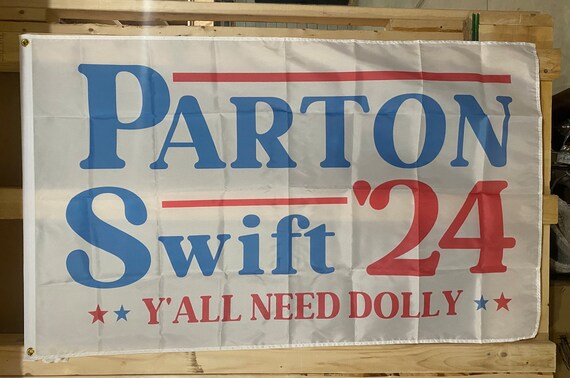 PARTON
Swift '24
Y'ALL NEED DOLLY